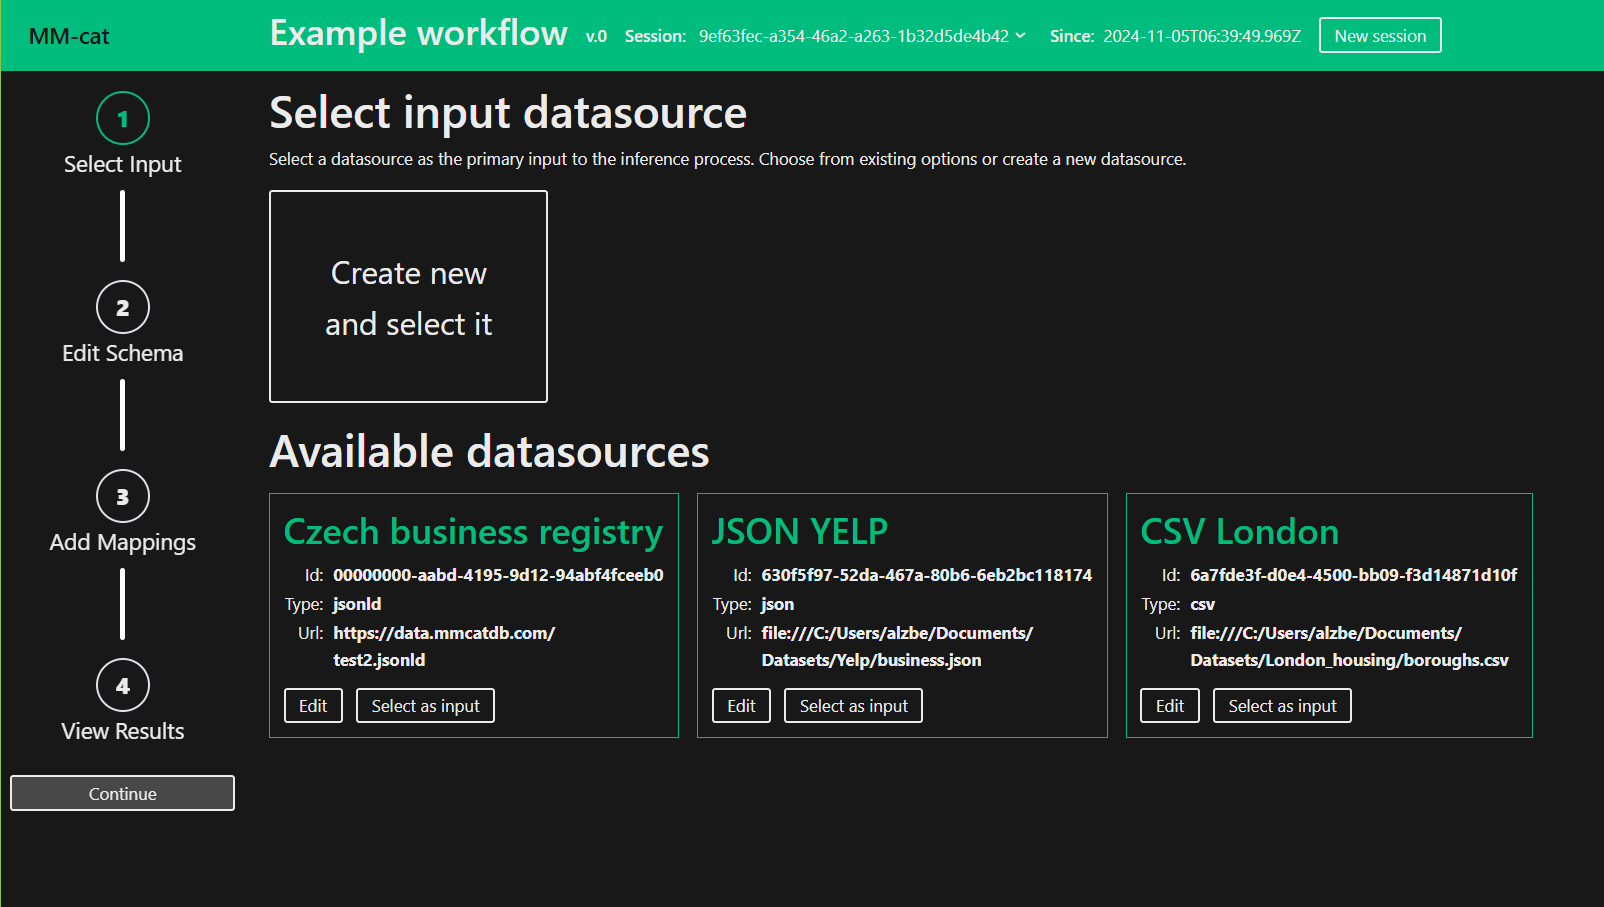 MM-cat
Example workflow v.0 Session: 9ef63fec-a354-46a2-a263-1b32d5de4b42 Since: 2024-11-05T06:39:49.969Z New session
1
Select Input
2
Edit Schema
3
Add Mappings
4
View Results
Continue
Select input datasource
Select a datasource as the primary input to the inference process. Choose from existing options or create a new datasource.
Create new
and select it
Available datasources
Czech business registry
Id: 00000000-aabd-4195-9d12-94abf4fceeb0
Type: jsonld
Url: https://data.mmcatdb.com/
test2.jsonld
Edit Select as input
JSON YELP
Id: 630f5f97-52da-467a-80b6-6eb2bc118174
Type: json
Url: file:///C:/Users/alzbe/Documents/
Datasets/Yelp/business.json
Edit Select as input
CSV London
Id: 6a7fde3f-d0e4-4500-bb09-f3d14871d10f
Type: csv
Url: file:///C:/Users/alzbe/Documents/
Datasets/London_housing/boroughs.csv
Edit Select as input